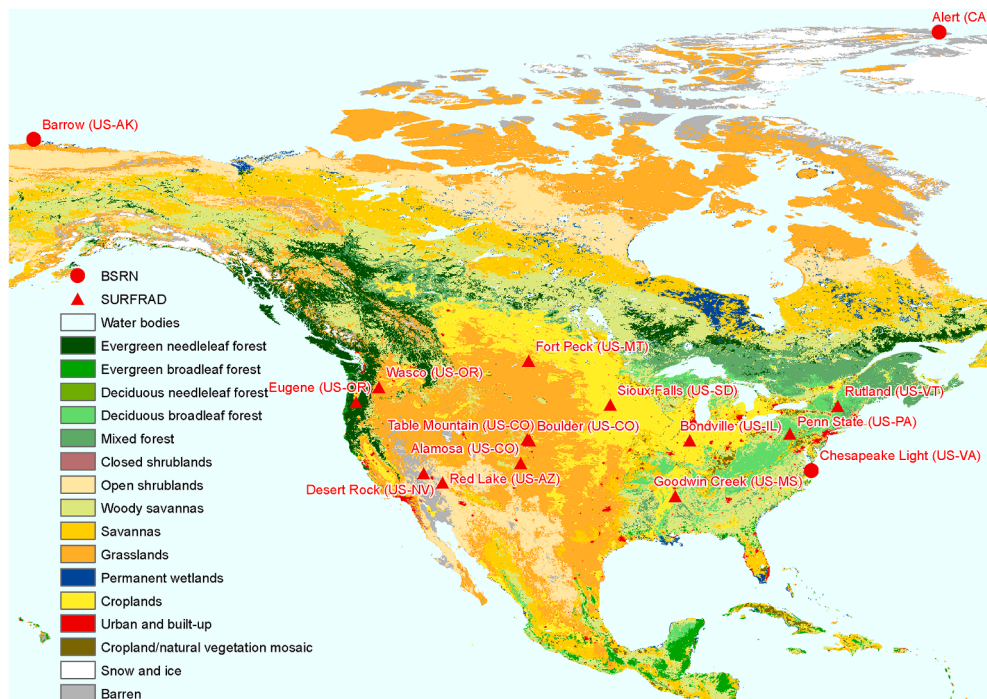 Alert (CA
Barrow (US-AK)
BSRN
SURFRAD
Water bodies
Evergreen needleleaf forest
Evergreen broadleaf forest
Deciduous needleleaf forest
Deciduous broadleaf forest
Mixed forest
Closed shrublands
Open shrublands
Woody savannas
Savannas
Grasslands
Permanent wetlands
Croplands
Urban and built-up
Cropland/natural vegetation mosaic
Snow and ice
Barren
Fort Peck (US-MT)
Wasco (US-OR)
Eugene (US-OR)
Sioux Falls (US-SD)
Rutland (US-VT)
Table Mountain (US-CO)
Boulder (US-CO)
Bondville (US-IL)
Penn State (US-PA)
Alamosa (US-CO)
Chesapeake Light (US-VA)
Desert Rock (US-NV)
Red Lake (US-AZ)
Goodwin Creek (US-MS)